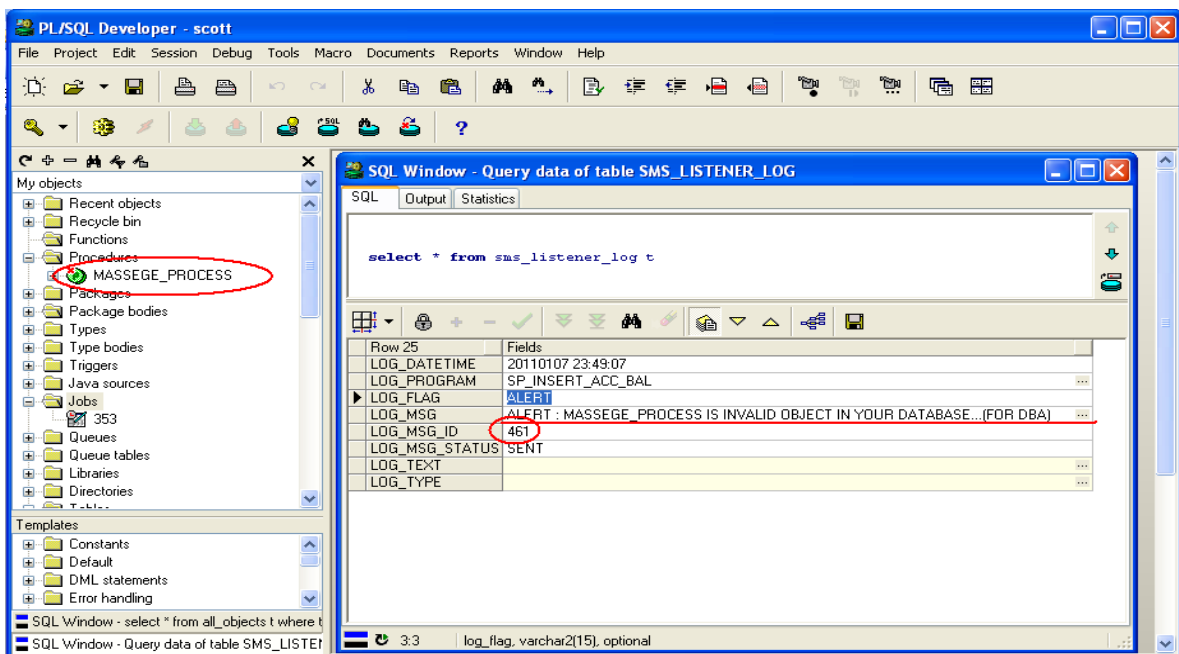 PL/SQL Developer - scott
File Project Edit Session Debug Tools Macro Documents Reports Window Help
SQL
?
My objects
Recent objects
Recycle bin
Functions
Procedures
MASSEGE_PROCESS
Packages
Package bodies
Types
Type bodies
Triggers
Java sources
Jobs
353
Queues
Queue tables
Libraries
Directories
Tables
Templates
Constants
Default
DML statements
Error handling
SQL Window - select * from all_objects t where t
SQL Window - Query data of table SMS_LISTEN
SQL Window - Query data of table SMS_LISTENER_LOG
SQL Output Statistics
select * from sms_listener_log t
Row 25 Fields
LOG_DATETIME 20110107 23:49:07
LOG_PROGRAM SP_INSERT_ACC_BAL ...
LOG_FLAG ALERT
LOG_MSG ALERT : MASSEGE_PROCESS IS INVALID OBJECT IN YOUR DATABASE...(FOR DBA) ...
LOG_MSG_ID 461
LOG_MSG_STATUS SENT
LOG_TEXT ...
LOG_TYPE ...
3:3 log_flag, varchar2(15), optional